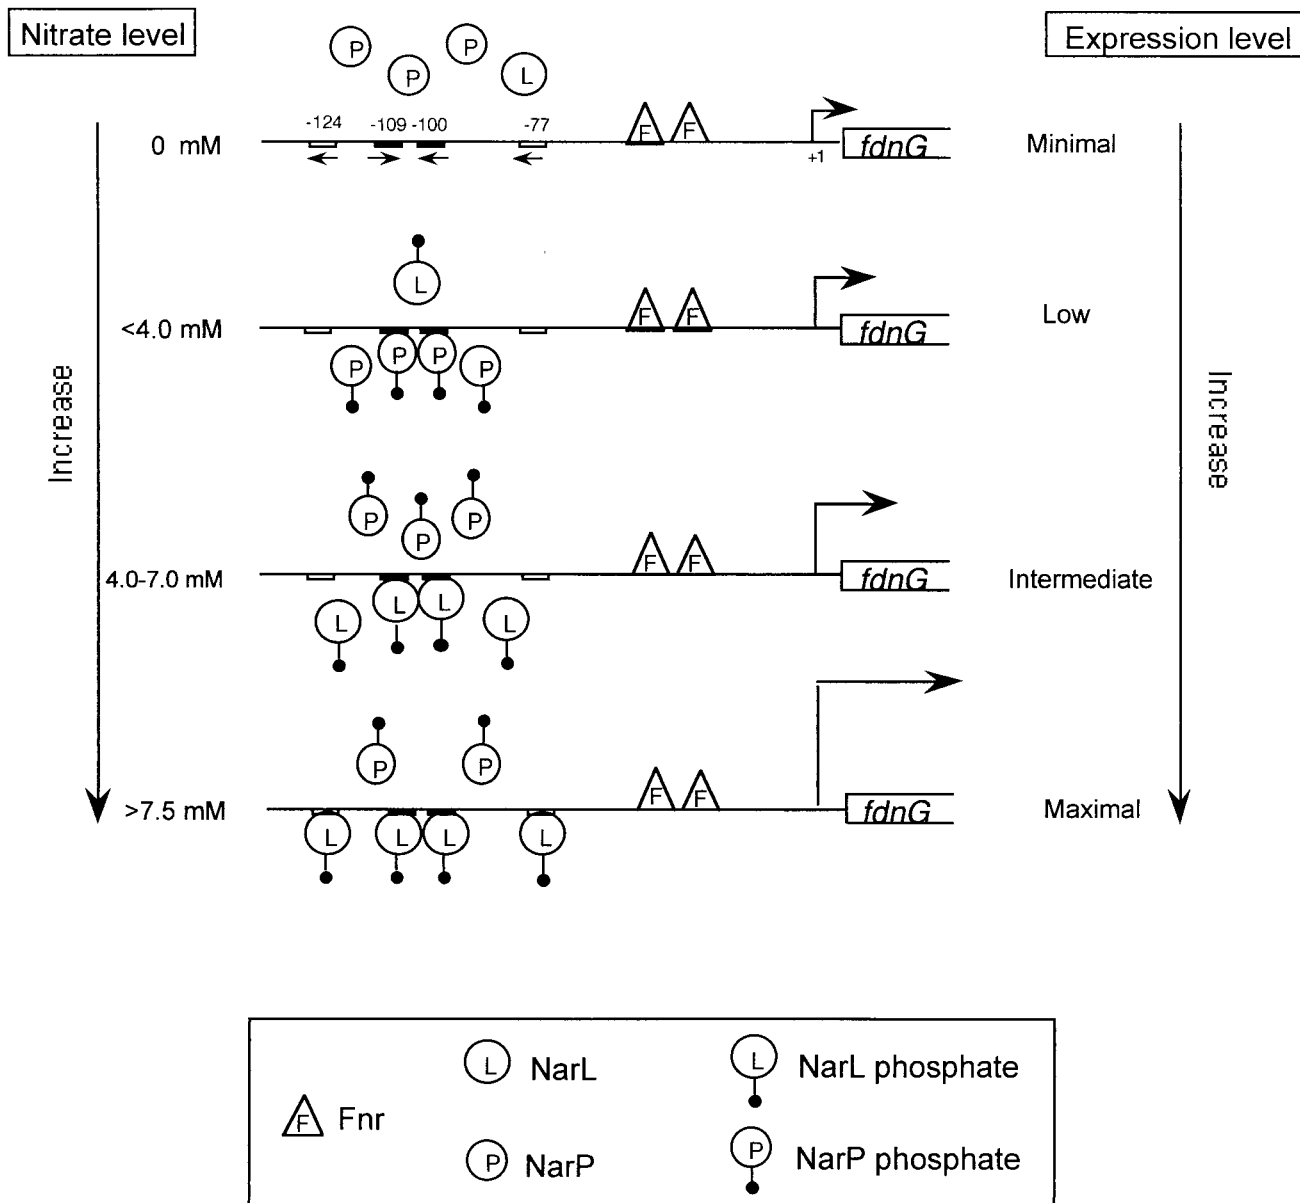 Nitrate level
Expression level
P
P
P
L
-124
-109
-100
-77
F
F
0 mM
+1
fdnG
Minimal
L
F
F
<4.0 mM
fdnG
Low
P
P
P
P
Increase
Increase
P
P
P
F
F
4.0-7.0 mM
fdnG
Intermediate
L
L
L
L
P
P
F
F
>7.5 mM
fdnG
Maximal
L
L
L
L
F Fnr
L NarL
L NarL phosphate
P NarP
P NarP phosphate